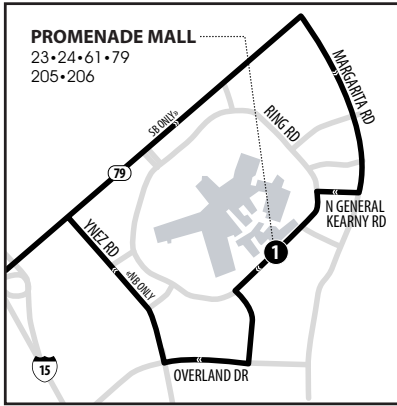 PROMENADE MALL
23•24•61•79
205•206
MARGARITA RD
SB ONLY»
RING RD
79
N GENERAL
KEARNY RD
YNEZ RD
1
«NB ONLY
15
OVERLAND DR